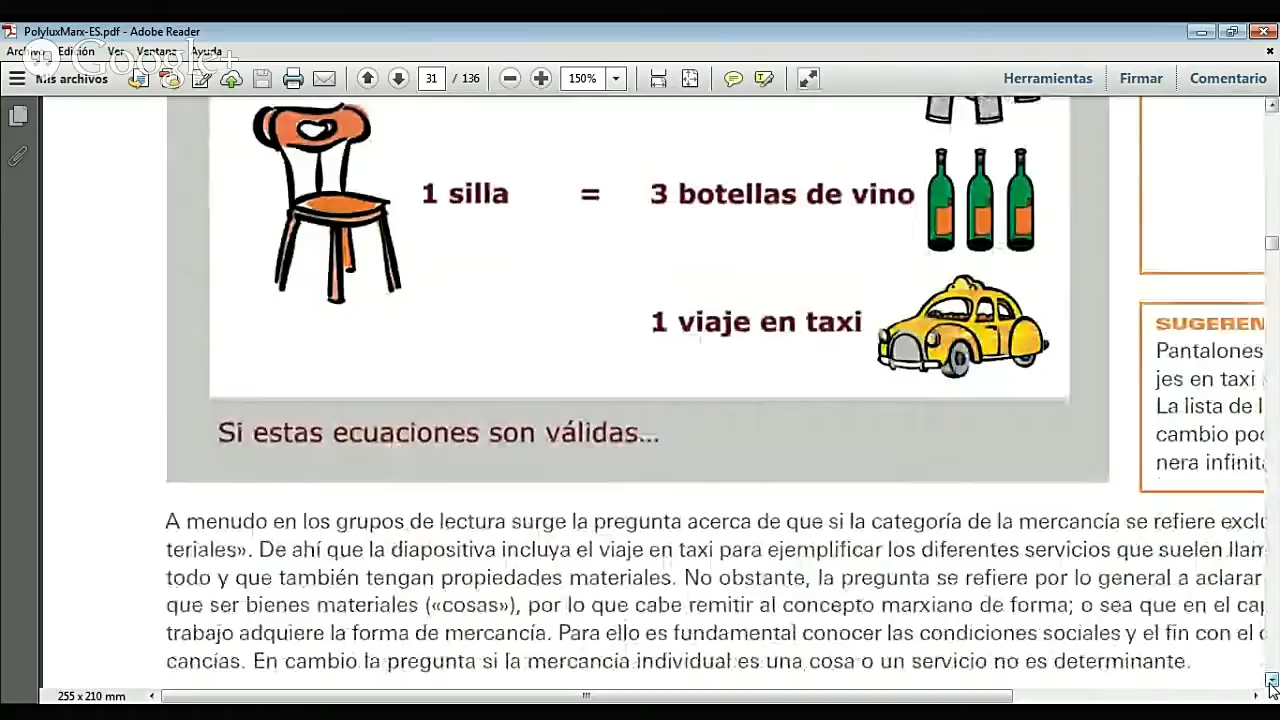 PolyluxMarx-ES.pdf - Adobe Reader
Archivo Edición Ver Ventana Ayuda
Google+
Mis archivos
31 / 136
150%
Herramientas Firmar Comentario
1 silla = 3 botellas de vino
1 viaje en taxi
Si estas ecuaciones son válidas...
SUGEREN
Pantalones
jes en taxi
La lista de l
cambio pod
nera infinita
A menudo en los grupos de lectura surge la pregunta acerca de que si la categoría de la mercancía se refiere exclu
teriales». De ahí que la diapositiva incluya el viaje en taxi para ejemplificar los diferentes servicios que suelen llam
todo y que también tengan propiedades materiales. No obstante, la pregunta se refiere por lo general a aclarar
que ser bienes materiales («cosas»), por lo que cabe remitir al concepto marxiano de forma; o sea que en el cap
trabajo adquiere la forma de mercancía. Para ello es fundamental conocer las condiciones sociales y el fin con el
cancías. En cambio la pregunta si la mercancía individual es una cosa o un servicio no es determinante.
255 x 210 mm